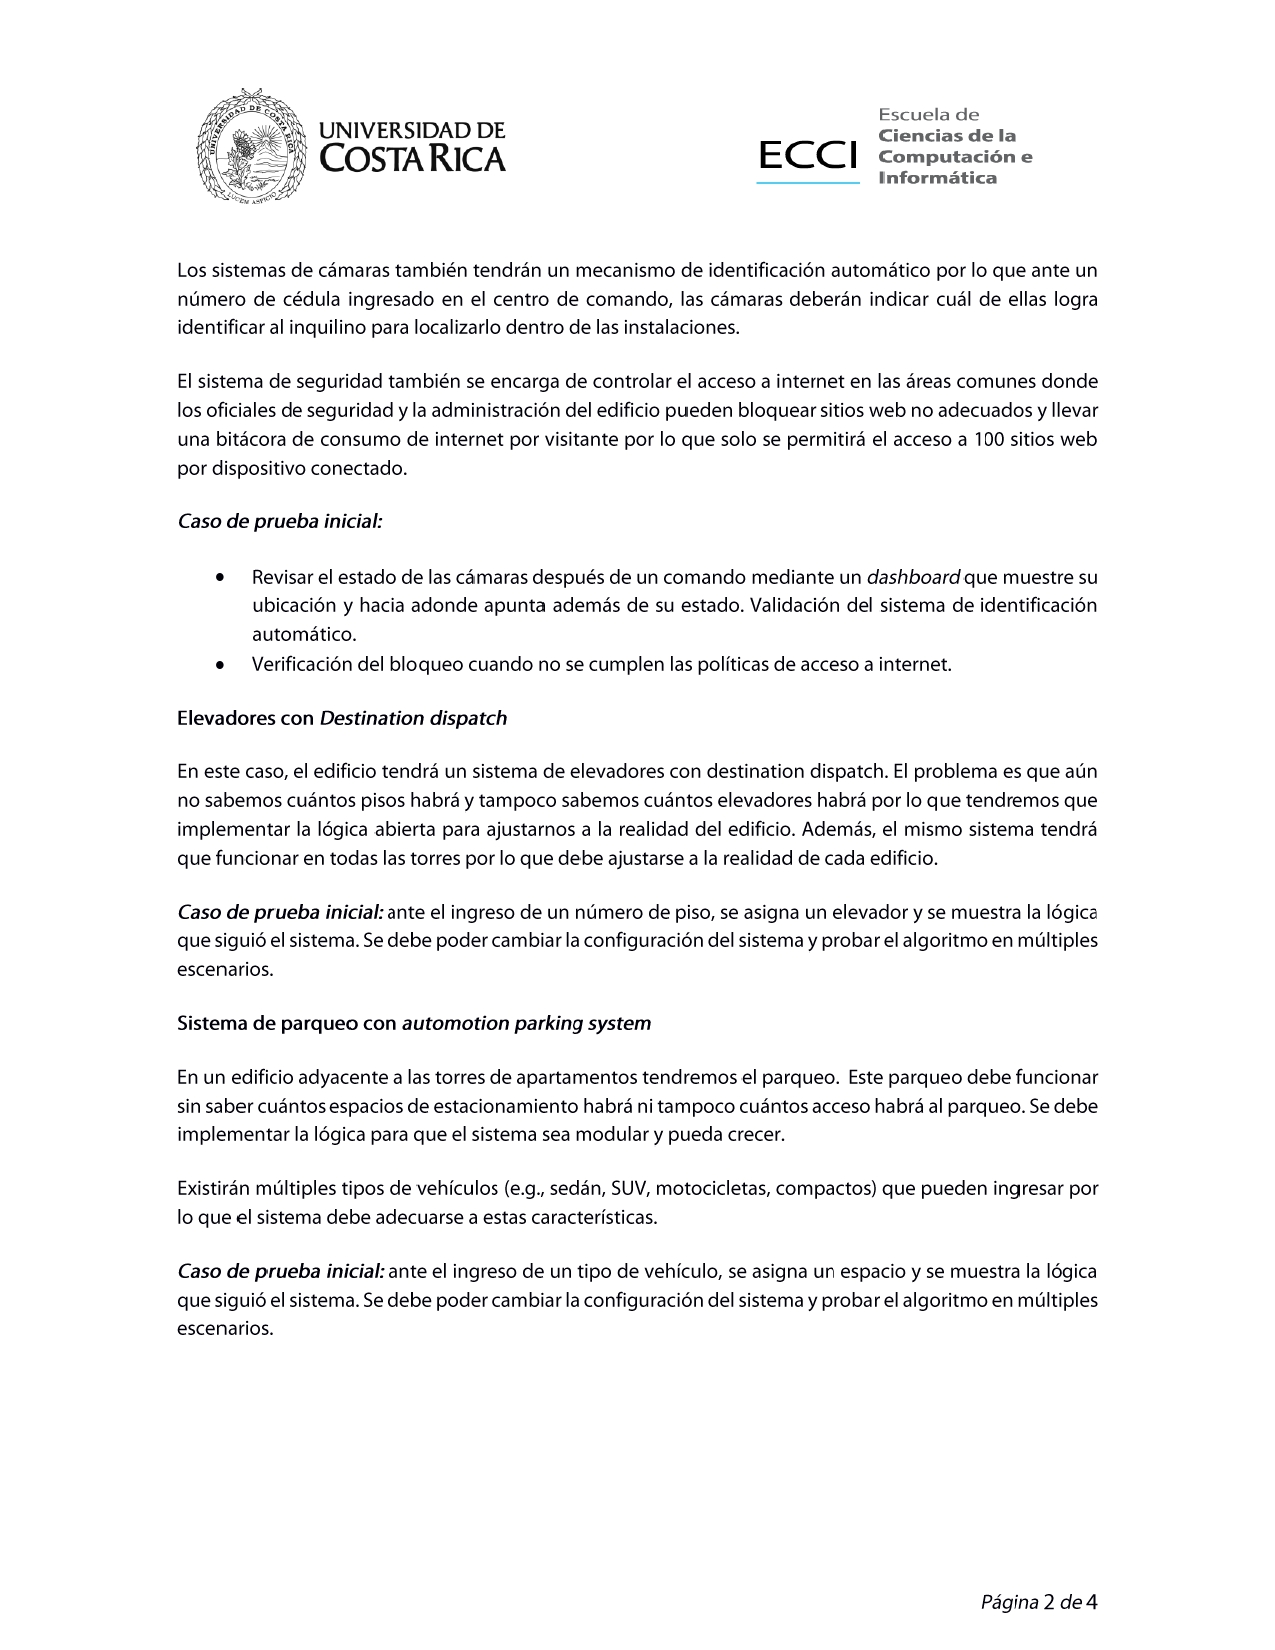 UNIVERSIDAD DE COSTA RICA
LUCEM ASPICIO
UNIVERSIDAD DE
COSTA RICA
ECCI
Escuela de
Ciencias de la
Computación e
Informática
Los sistemas de cámaras también tendrán un mecanismo de identificación automático por lo que ante un
número de cédula ingresado en el centro de comando, las cámaras deberán indicar cuál de ellas logra
identificar al inquilino para localizarlo dentro de las instalaciones.
El sistema de seguridad también se encarga de controlar el acceso a internet en las áreas comunes donde
los oficiales de seguridad y la administración del edificio pueden bloquear sitios web no adecuados y llevar
una bitácora de consumo de internet por visitante por lo que solo se permitirá el acceso a 100 sitios web
por dispositivo conectado.
Caso de prueba inicial:
• Revisar el estado de las cámaras después de un comando mediante un dashboard que muestre su
ubicación y hacia adonde apunta además de su estado. Validación del sistema de identificación
automático.
• Verificación del bloqueo cuando no se cumplen las políticas de acceso a internet.
Elevadores con Destination dispatch
En este caso, el edificio tendrá un sistema de elevadores con destination dispatch. El problema es que aún
no sabemos cuántos pisos habrá y tampoco sabemos cuántos elevadores habrá por lo que tendremos que
implementar la lógica abierta para ajustarnos a la realidad del edificio. Además, el mismo sistema tendrá
que funcionar en todas las torres por lo que debe ajustarse a la realidad de cada edificio.
Caso de prueba inicial: ante el ingreso de un número de piso, se asigna un elevador y se muestra la lógica
que siguió el sistema. Se debe poder cambiar la configuración del sistema y probar el algoritmo en múltiples
escenarios.
Sistema de parqueo con automotion parking system
En un edificio adyacente a las torres de apartamentos tendremos el parqueo. Este parqueo debe funcionar
sin saber cuántos espacios de estacionamiento habrá ni tampoco cuántos acceso habrá al parqueo. Se debe
implementar la lógica para que el sistema sea modular y pueda crecer.
Existirán múltiples tipos de vehículos (e.g., sedán, SUV, motocicletas, compactos) que pueden ingresar por
lo que el sistema debe adecuarse a estas características.
Caso de prueba inicial: ante el ingreso de un tipo de vehículo, se asigna un espacio y se muestra la lógica
que siguió el sistema. Se debe poder cambiar la configuración del sistema y probar el algoritmo en múltiples
escenarios.
Página 2 de 4